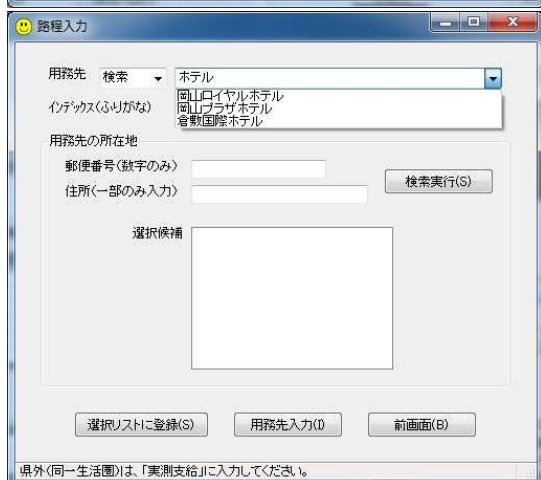 路程入力
用務先 検索 ホテル
岡山ロイヤルホテル
岡山プラザホテル
倉敷国際ホテル
インデックス(ふりがな)
用務先の所在地
郵便番号(数字のみ)
住所(一部のみ入力)
検索実行(S)
選択候補
選択リストに登録(S) 用務先入力(I) 前画面(B)
県外(同一生活圏)は、「実測支給」に入力してください。